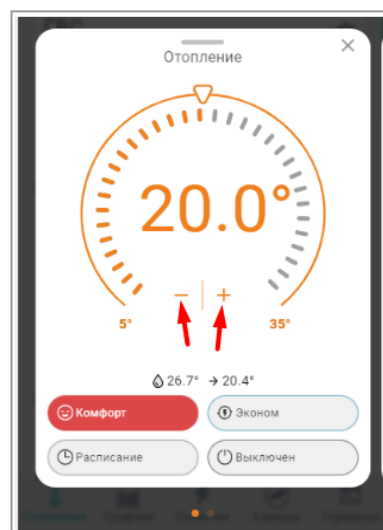 Отопление
20.0°
− +
5° 35°
26.7° → 20.4°
Комфорт
Эконом
Расписание
Выключен